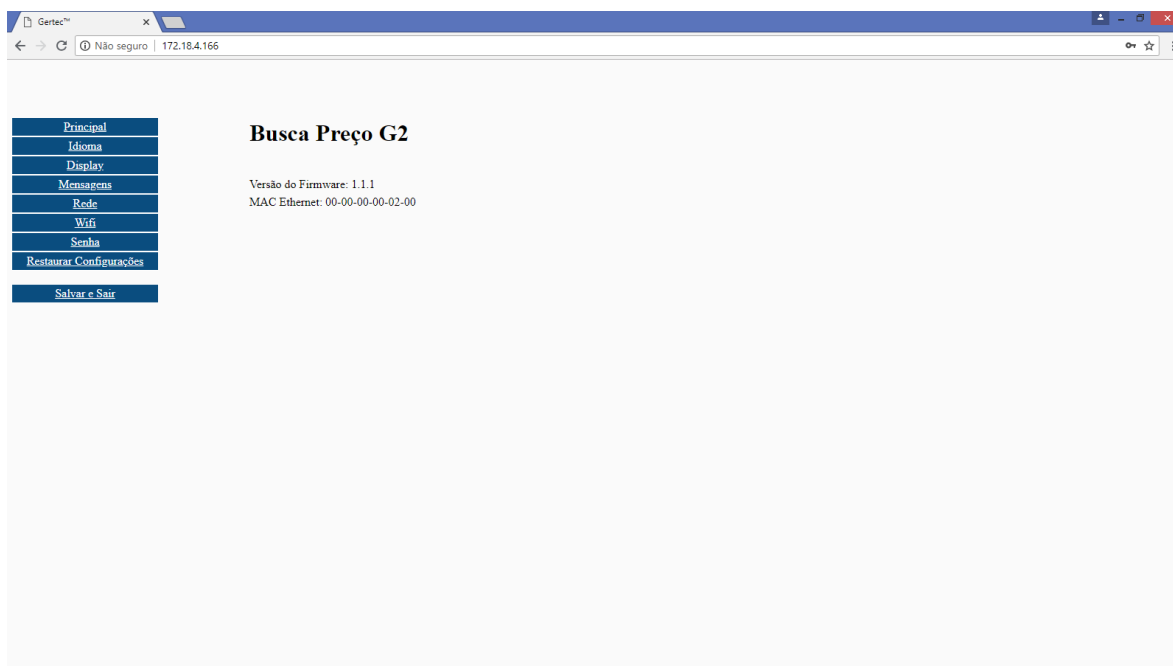 Gertec™
Não seguro | 172.18.4.166
Principal
Idioma
Display
Mensagens
Rede
Wifi
Senha
Restaurar Configurações
Salvar e Sair
Busca Preço G2
Versão do Firmware: 1.1.1
MAC Ethernet: 00-00-00-00-02-00